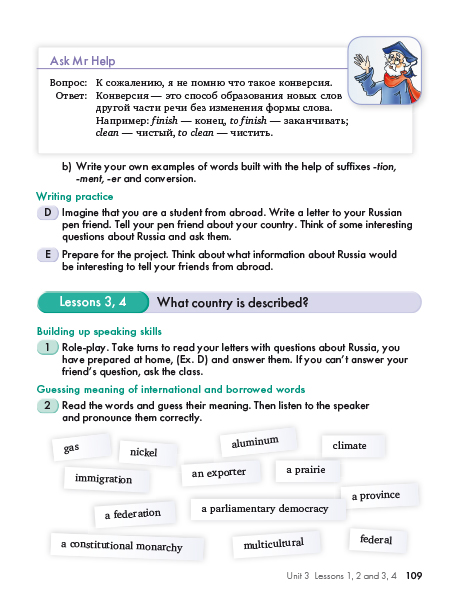 Ask Mr Help
Вопрос: К сожалению, я не помню что такое конверсия.
Ответ: Конверсия — это способ образования новых слов
другой части речи без изменения формы слова.
Например: finish — конец, to finish — заканчивать;
clean — чистый, to clean — чистить.
b) Write your own examples of words built with the help of suffixes -tion,
-ment, -er and conversion.
Writing practice
D Imagine that you are a student from abroad. Write a letter to your Russian
pen friend. Tell your pen friend about your country. Think of some interesting
questions about Russia and ask them.
E Prepare for the project. Think about what information about Russia would
be interesting to tell your friends from abroad.
Lessons 3, 4 What country is described?
Building up speaking skills
1 Role-play. Take turns to read your letters with questions about Russia, you
have prepared at home, (Ex. D) and answer them. If you can't answer your
friend's question, ask the class.
Guessing meaning of international and borrowed words
2 Read the words and guess their meaning. Then listen to the speaker
and pronounce them correctly.
gas
nickel
aluminum
climate
immigration
an exporter
a prairie
a province
a federation
a parliamentary democracy
a constitutional monarchy
multicultural
federal
Unit 3 Lessons 1, 2 and 3, 4 109